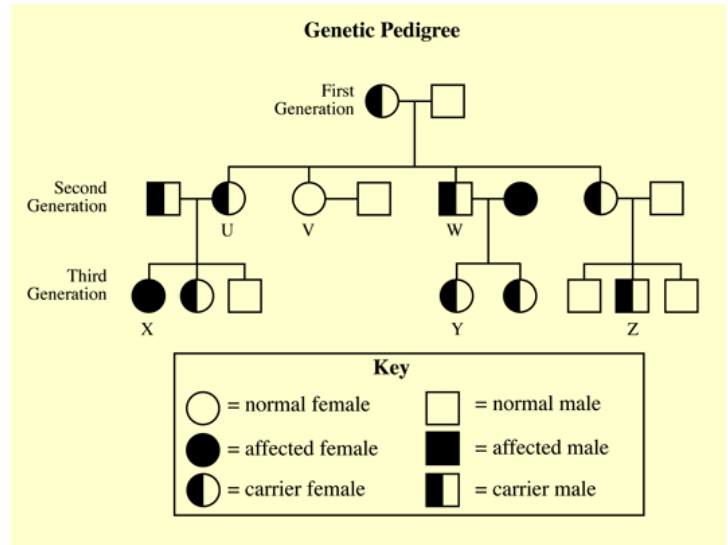 Genetic Pedigree
First
Generation
Second
Generation
U
V
W
Third
Generation
X
Y
Z
Key
= normal female
= normal male
= affected female
= affected male
= carrier female
= carrier male